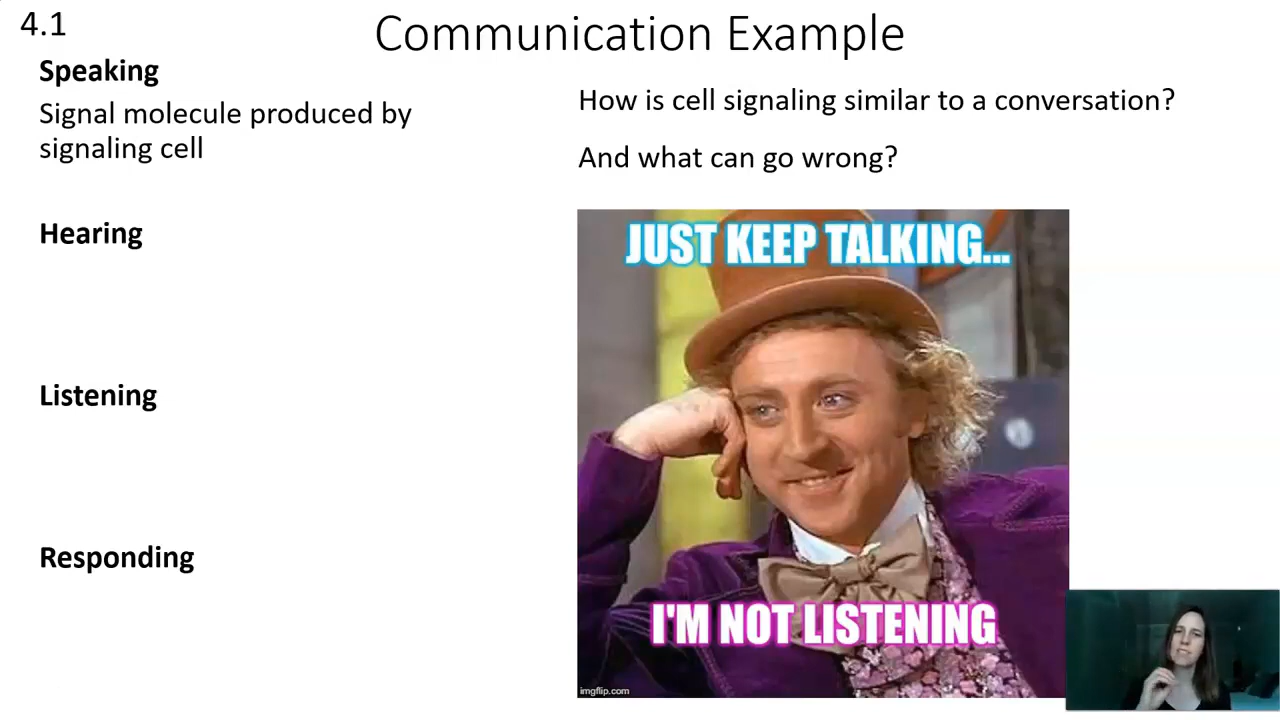 4.1
Communication Example
Speaking
Signal molecule produced by
signaling cell
Hearing
Listening
Responding
How is cell signaling similar to a conversation?
And what can go wrong?
JUST KEEP TALKING...
I'M NOT LISTENING
imgflip.com